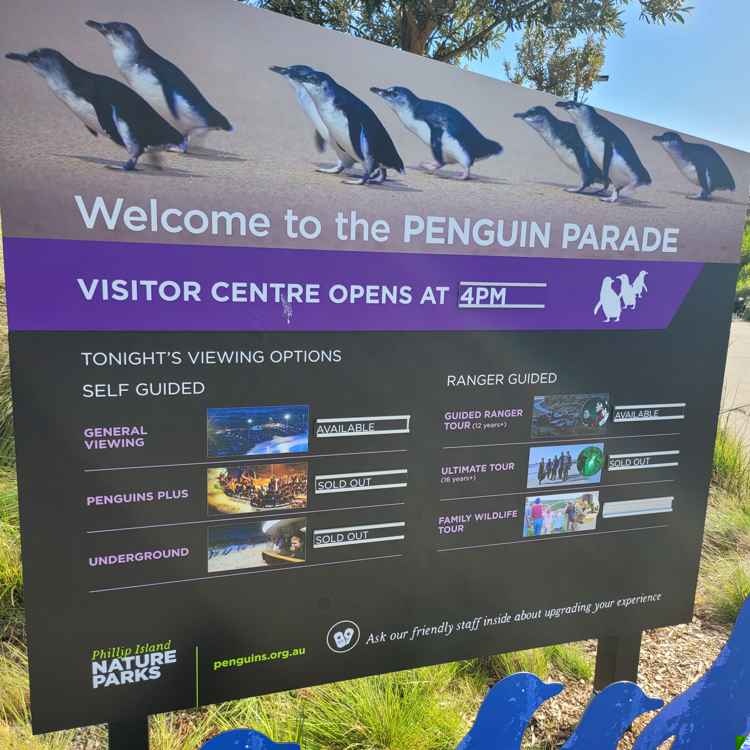 Welcome to the PENGUIN PARADE
VISITOR CENTRE OPENS AT 4PM
TONIGHT'S VIEWING OPTIONS
SELF GUIDED
GENERAL
VIEWING
AVAILABLE
PENGUINS PLUS
SOLD OUT
UNDERGROUND
SOLD OUT
RANGER GUIDED
GUIDED RANGER
TOUR (12 years+)
AVAILABLE
ULTIMATE TOUR
(16 years+)
SOLD OUT
FAMILY WILDLIFE
TOUR
Ask our friendly staff inside about upgrading your experience
Phillip Island
NATURE
PARKS
penguins.org.au